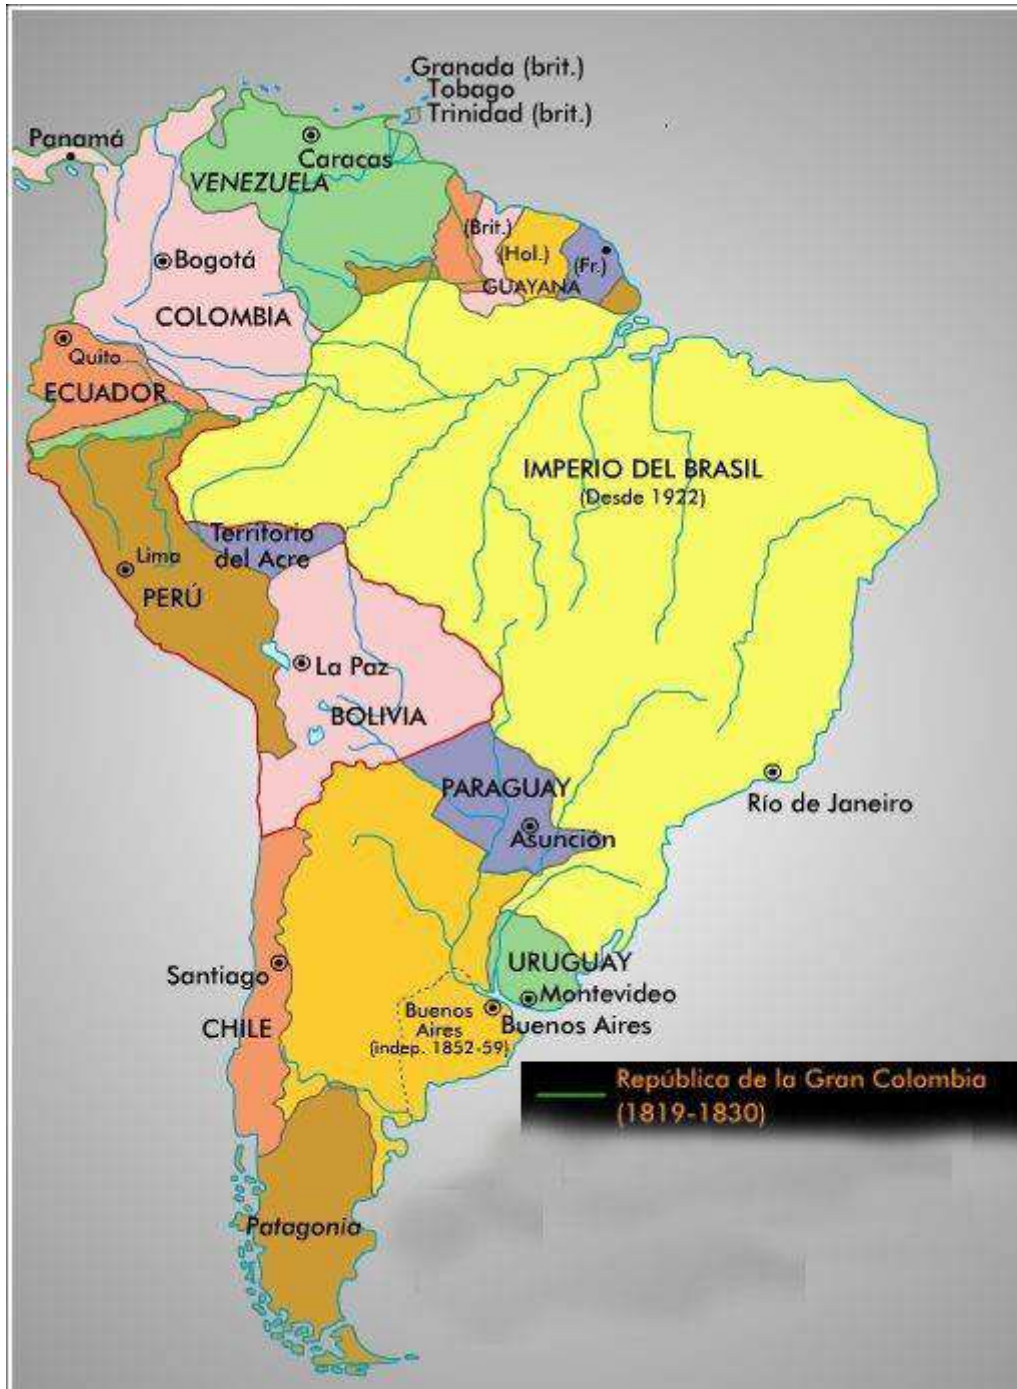 Granada (brit.)
Tobago
Trinidad (brit.)
Panamá
Caracas
VENEZUELA
(Brit.)
(Hol.)
(Fr.)
GUAYANA
Bogotá
COLOMBIA
Quito
ECUADOR
IMPERIO DEL BRASIL
(Desde 1922)
Territorio
del Acre
Lima
PERÚ
La Paz
BOLIVIA
PARAGUAY
Asunción
Río de Janeiro
Santiago
CHILE
URUGUAY
Montevideo
Buenos Aires
Buenos
Aires
(indep. 1852-59)
República de la Gran Colombia
(1819-1830)
Patagonia